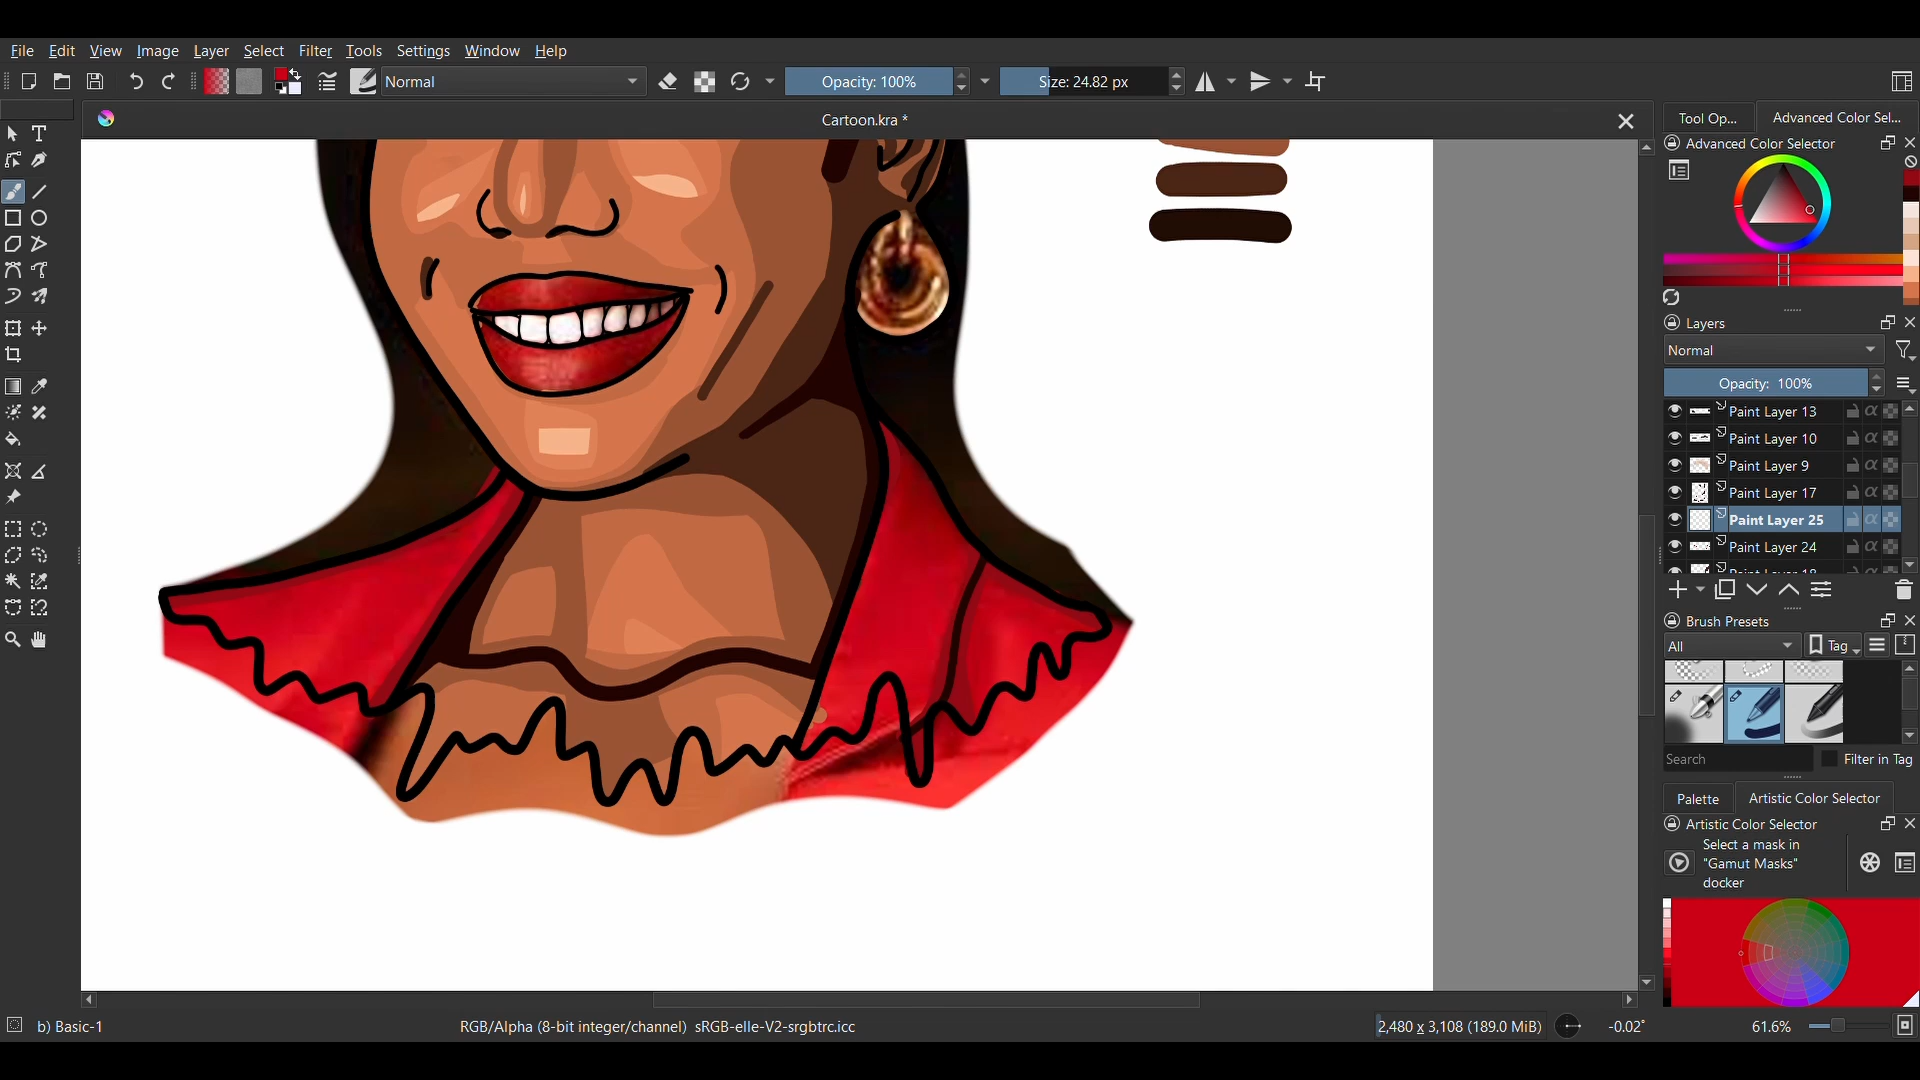 File Edit View Image Layer Select Filter Tools Settings Window Help
Normal Opacity: 100% Size: 24.82 px
Cartoon.kra *
Tool Op... Advanced Color Sel...
Advanced Color Selector
Layers
Normal
Opacity: 100%
Paint Layer 13
Paint Layer 10
Paint Layer 9
Paint Layer 17
Paint Layer 25
Paint Layer 24
Brush Presets
All Tag
Search Filter in Tag
Palette Artistic Color Selector
Artistic Color Selector
Select a mask in
"Gamut Masks"
docker
b) Basic-1 RGB/Alpha (8-bit integer/channel) sRGB-elle-V2-srgbtrc.icc 2,480 x 3,108 (189.0 MiB) -0.02° 61.6%